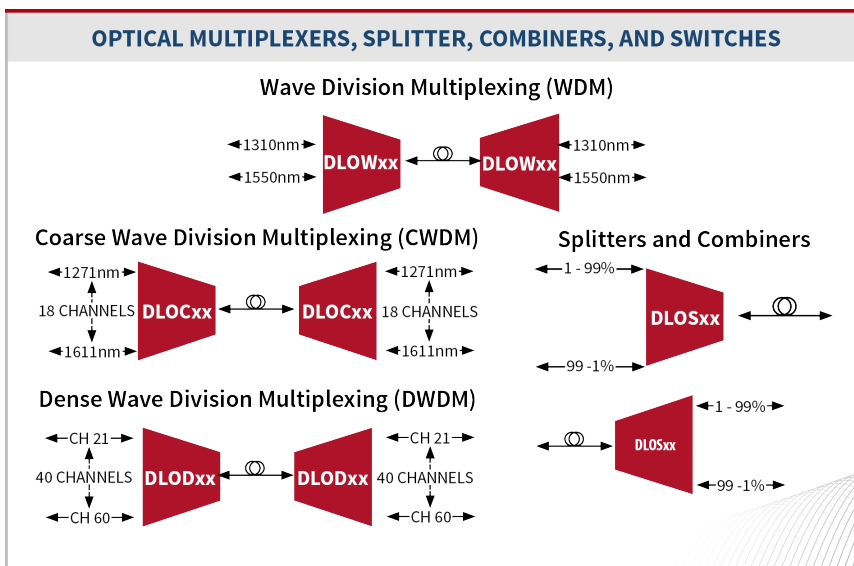 OPTICAL MULTIPLEXERS, SPLITTER, COMBINERS, AND SWITCHES
Wave Division Multiplexing (WDM)
1310nm
1550nm
DLOWxx
DLOWxx
1310nm
1550nm
Coarse Wave Division Multiplexing (CWDM)
1271nm
18 CHANNELS
1611nm
DLOCxx
DLOCxx
1271nm
18 CHANNELS
1611nm
Splitters and Combiners
1 - 99%
99 -1%
DLOSxx
DLOSxx
1 - 99%
99 -1%
Dense Wave Division Multiplexing (DWDM)
CH 21
40 CHANNELS
CH 60
DLODxx
DLODxx
CH 21
40 CHANNELS
CH 60